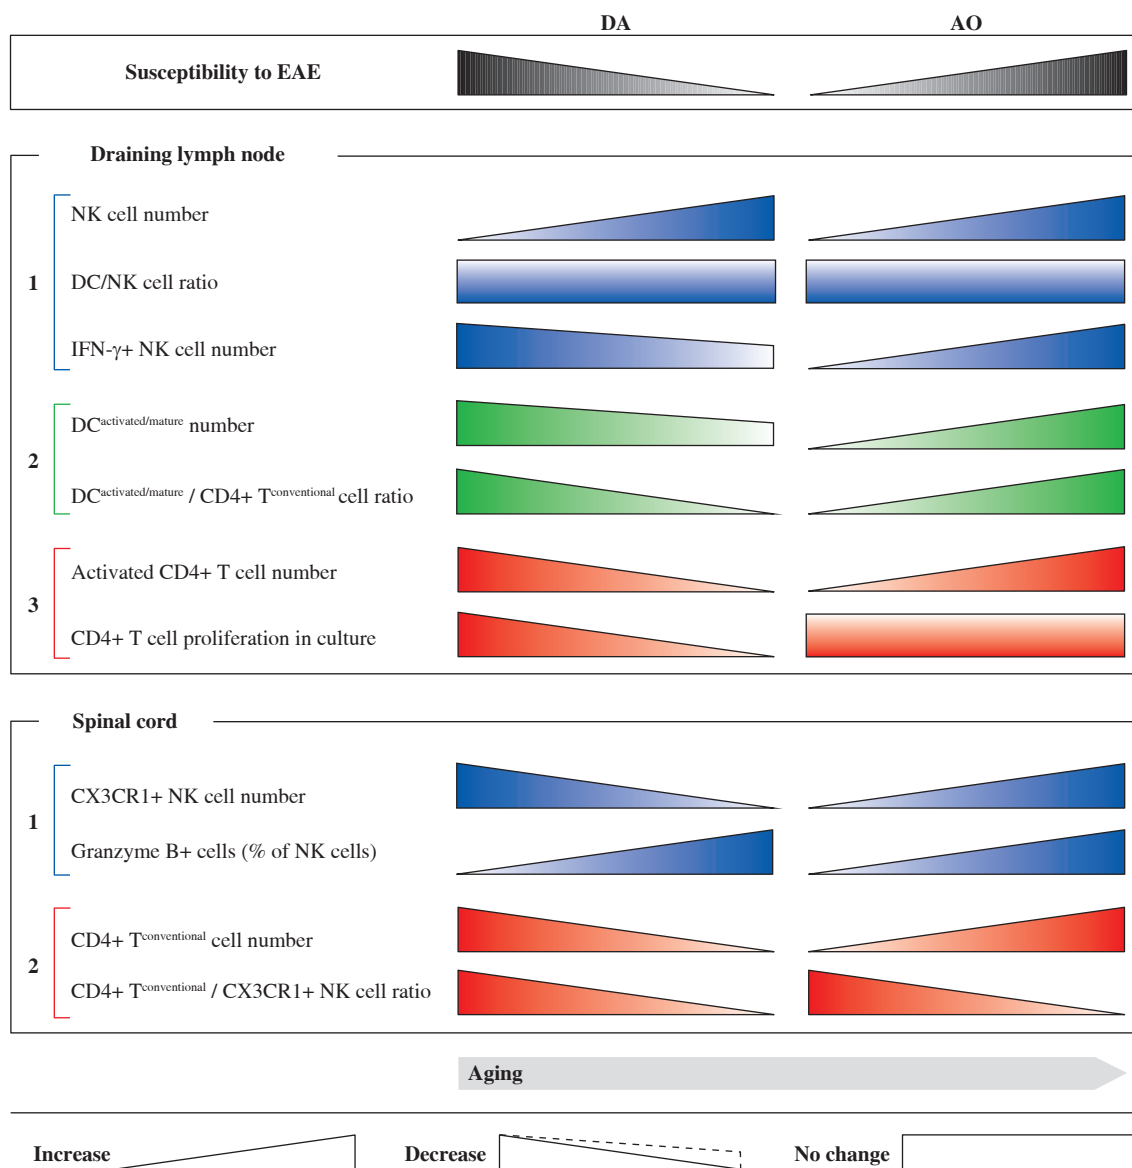 DA AO
Susceptibility to EAE
Draining lymph node
NK cell number
1 DC/NK cell ratio
IFN-γ+ NK cell number
DCactivated/mature number
2
DCactivated/mature / CD4+ Tconventional cell ratio
Activated CD4+ T cell number
3
CD4+ T cell proliferation in culture
Spinal cord
CX3CR1+ NK cell number
1
Granzyme B+ cells (% of NK cells)
CD4+ Tconventional cell number
2
CD4+ Tconventional / CX3CR1+ NK cell ratio
Aging
Increase Decrease No change